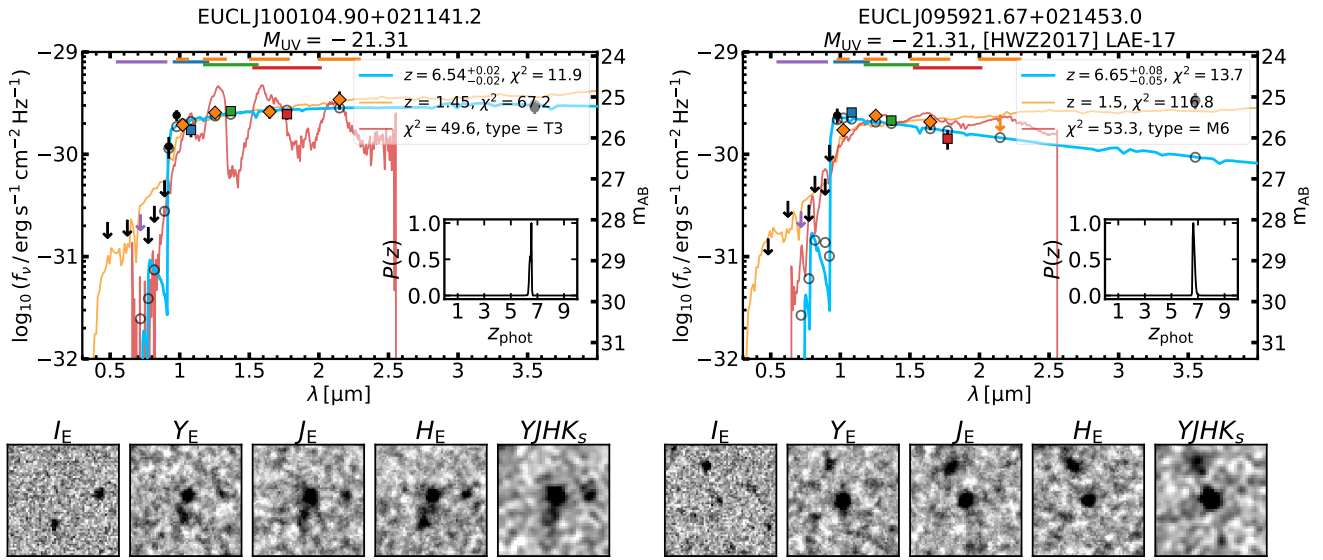 EUCL J100104.90+021141.2
M_UV = −21.31
−29
−30
−31
−32
log₁₀ (f_ν / erg s⁻¹ cm⁻² Hz⁻¹)
24
25
26
27
28
29
30
31
m_AB
z = 6.54 +0.02 −0.02, χ² = 11.9
z = 1.45, χ² = 67.2
χ² = 49.6, type = T3
1.0
0.5
0.0
P(z)
1 3 5 7 9
z_phot
0.5 1.0 1.5 2.0 2.5 3.0 3.5
λ [μm]
I_E Y_E J_E H_E YJHK_s
EUCL J095921.67+021453.0
M_UV = −21.31, [HWZ2017] LAE-17
−29
−30
−31
−32
log₁₀ (f_ν / erg s⁻¹ cm⁻² Hz⁻¹)
24
25
26
27
28
29
30
31
m_AB
z = 6.65 +0.08 −0.05, χ² = 13.7
z = 1.5, χ² =
χ² = 53.3, type = M6
1.0
0.5
0.0
P(z)
1 3 5 7 9
z_phot
0.5 1.0 1.5 2.0 2.5 3.0 3.5
λ [μm]
I_E Y_E J_E H_E YJHK_s